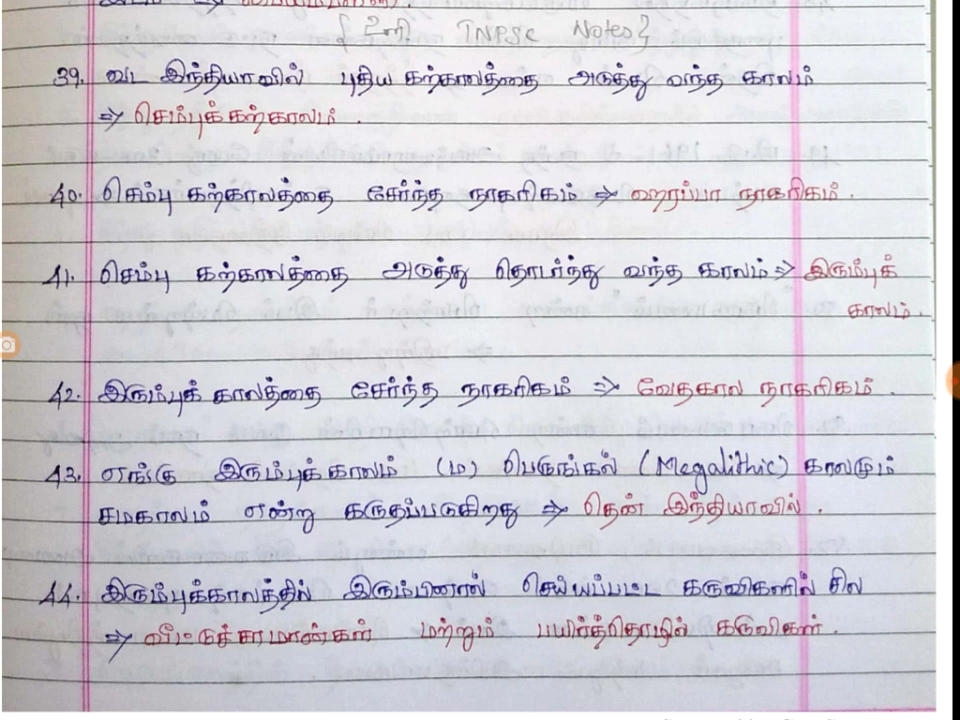 TNPSC Notes}
39. வட இந்தியாவில் புதிய கற்காலத்தை அடுத்து வந்த காலம்
⇒ செம்புக்கற்காலம்.
40. செம்பு கற்காலத்தை சேர்ந்த நாகரிகம் ⇒ ஹரப்பா நாகரிகம்.
41. செம்பு கற்காலத்தை அடுத்து தொடர்ந்து வந்த காலம் ⇒ இரும்புக்
காலம்.
42. இரும்புக் காலத்தை சேர்ந்த நாகரிகம் ⇒ வேதகால நாகரிகம்.
43. எங்கு இரும்புக்காலம் (ம) பெருங்கல் (Megalithic) காலமும்
சமகாலம் என்று கருதப்படுகிறது ⇒ தென் இந்தியாவில்.
44. இரும்புக்காலத்தில் இரும்பினால் செய்யப்பட்ட கருவிகளில் சில
⇒ வீட்டுச்சாமான்கள் மற்றும் பயிர்த்தொழில் கருவிகள்.